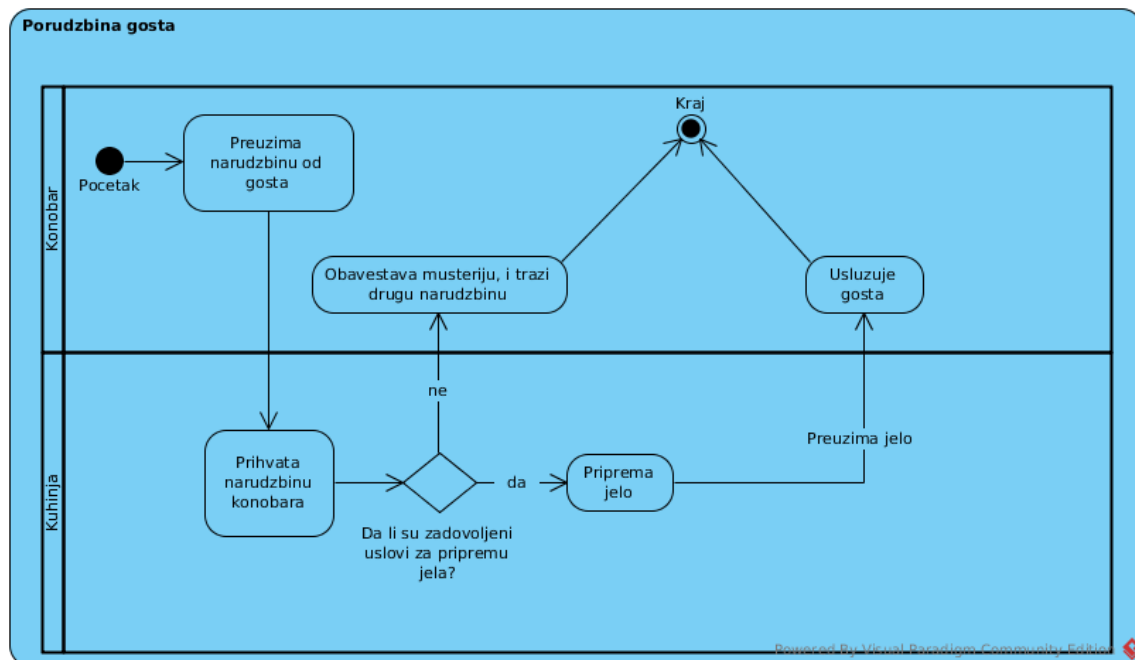 Porudzbina gosta
Konobar
Pocetak
Preuzima
narudzbinu od
gosta
Kraj
Obavestava musteriju, i trazi
drugu narudzbinu
Usluzuje
gosta
Kuhinja
Prihvata
narudzbinu
konobara
ne
Da li su zadovoljeni
uslovi za pripremu
jela?
da
Priprema
jelo
Preuzima jelo
Powered By Visual Paradigm Community Edition